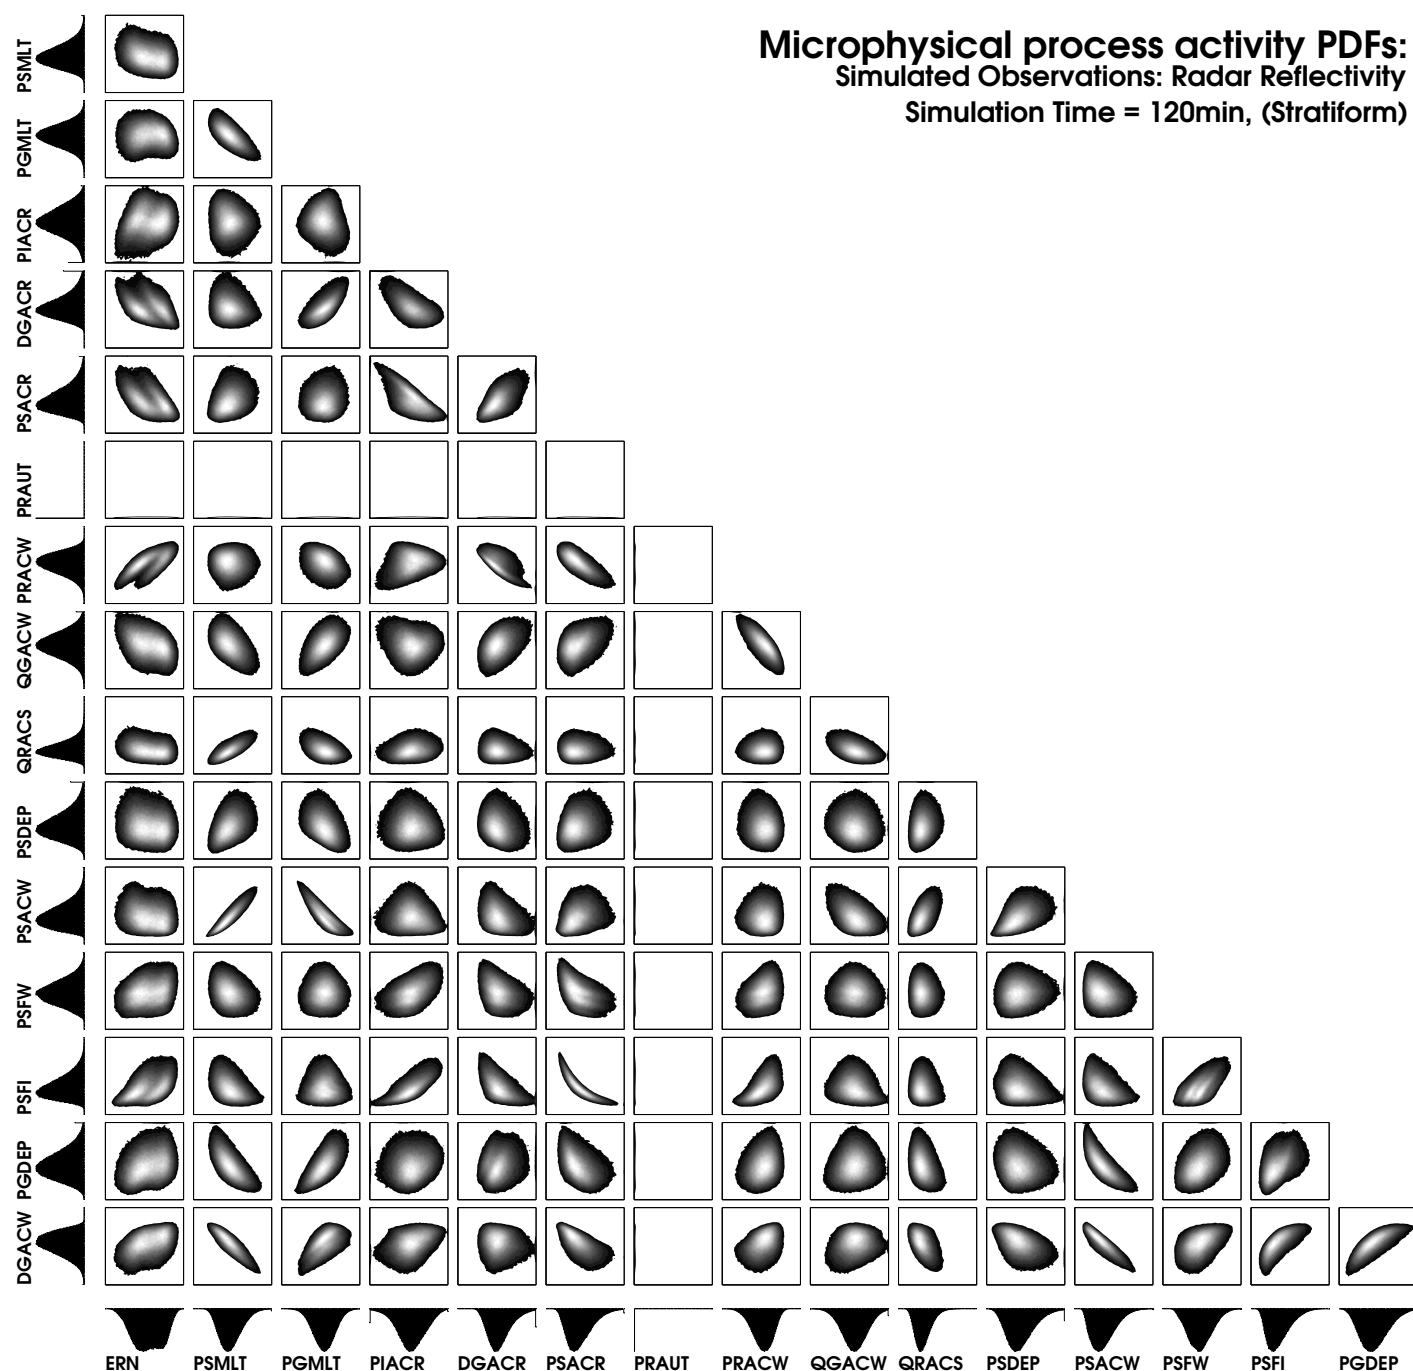 Microphysical process activity PDFs:
Simulated Observations: Radar Reflectivity
Simulation Time = 120min, (Stratiform)
PSMLT
PGMLT
PIACR
DGACR
PSACR
PRAUT
PRACW
QGACW
QRACS
PSDEP
PSACW
PSFW
PSFI
PGDEP
DGACW
ERN PSMLT PGMLT PIACR DGACR PSACR PRAUT PRACW QGACW QRACS PSDEP PSACW PSFW PSFI PGDEP